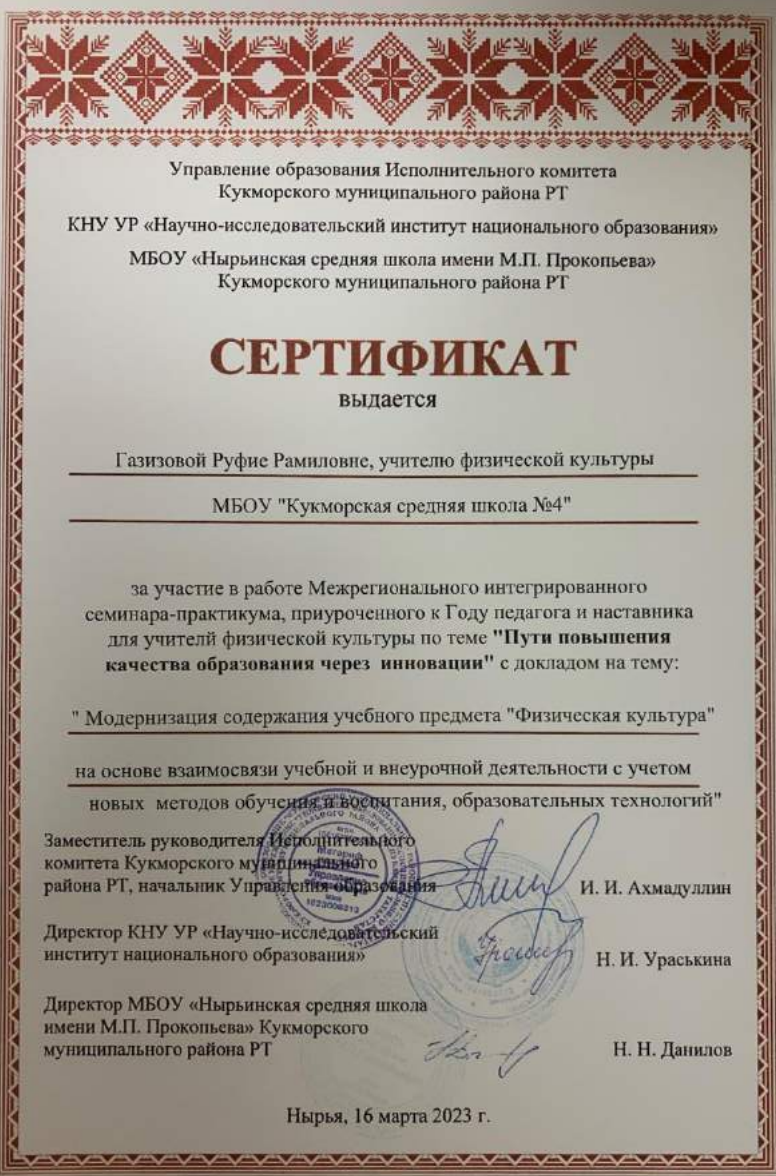 Управление образования Исполнительного комитета
Кукморского муниципального района РТ
КНУ УР «Научно-исследовательский институт национального образования»
МБОУ «Нырьинская средняя школа имени М.П. Прокопьева»
Кукморского муниципального района РТ
СЕРТИФИКАТ
выдается
Газизовой Руфие Рамиловне, учителю физической культуры
МБОУ "Кукморская средняя школа №4"
за участие в работе Межрегионального интегрированного
семинара-практикума, приуроченного к Году педагога и наставника
для учителй физической культуры по теме "Пути повышения
качества образования через инновации" с докладом на тему:
" Модернизация содержания учебного предмета "Физическая культура"
на основе взаимосвязи учебной и внеурочной деятельности с учетом
новых методов обучения и воспитания, образовательных технологий"
Заместитель руководителя Исполнительного
комитета Кукморского муниципального
района РТ, начальник Управления образования
И. И. Ахмадуллин
Директор КНУ УР «Научно-исследовательский
институт национального образования»
Н. И. Ураськина
Директор МБОУ «Нырьинская средняя школа
имени М.П. Прокопьева» Кукморского
муниципального района РТ
Н. Н. Данилов
Нырья, 16 марта 2023 г.